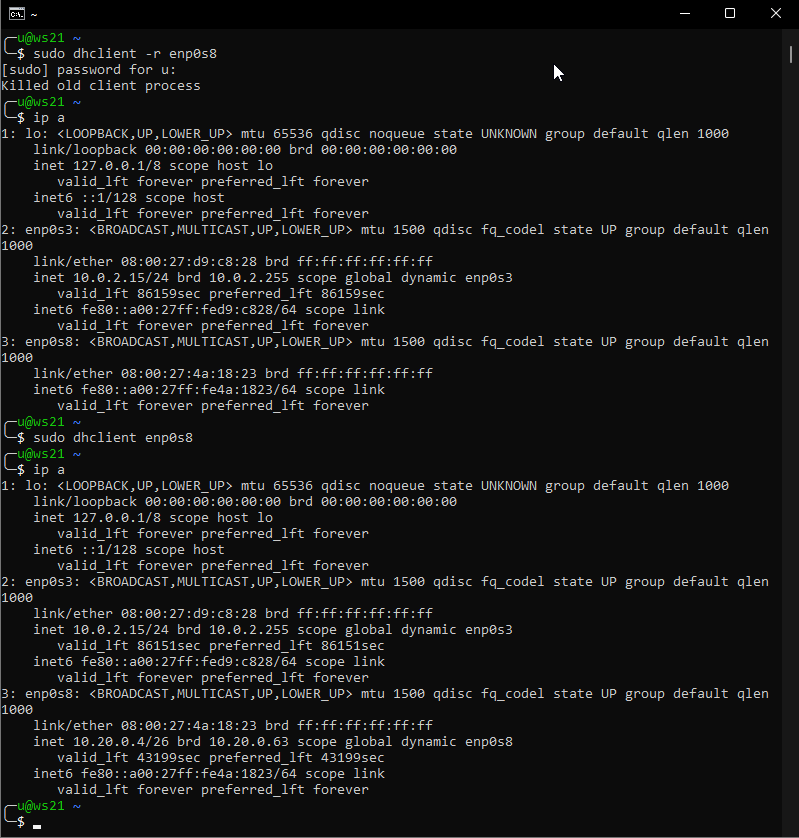 ~
u@ws21 ~
$ sudo dhclient -r enp0s8
[sudo] password for u:
Killed old client process
u@ws21 ~
$ ip a
1: lo: <LOOPBACK,UP,LOWER_UP> mtu 65536 qdisc noqueue state UNKNOWN group default qlen 1000
link/loopback 00:00:00:00:00:00 brd 00:00:00:00:00:00
inet 127.0.0.1/8 scope host lo
valid_lft forever preferred_lft forever
inet6 ::1/128 scope host
valid_lft forever preferred_lft forever
2: enp0s3: <BROADCAST,MULTICAST,UP,LOWER_UP> mtu 1500 qdisc fq_codel state UP group default qlen
1000
link/ether 08:00:27:d9:c8:28 brd ff:ff:ff:ff:ff:ff
inet 10.0.2.15/24 brd 10.0.2.255 scope global dynamic enp0s3
valid_lft 86159sec preferred_lft 86159sec
inet6 fe80::a00:27ff:fed9:c828/64 scope link
valid_lft forever preferred_lft forever
3: enp0s8: <BROADCAST,MULTICAST,UP,LOWER_UP> mtu 1500 qdisc fq_codel state UP group default qlen
1000
link/ether 08:00:27:4a:18:23 brd ff:ff:ff:ff:ff:ff
inet6 fe80::a00:27ff:fe4a:1823/64 scope link
valid_lft forever preferred_lft forever
u@ws21 ~
$ sudo dhclient enp0s8
u@ws21 ~
$ ip a
1: lo: <LOOPBACK,UP,LOWER_UP> mtu 65536 qdisc noqueue state UNKNOWN group default qlen 1000
link/loopback 00:00:00:00:00:00 brd 00:00:00:00:00:00
inet 127.0.0.1/8 scope host lo
valid_lft forever preferred_lft forever
inet6 ::1/128 scope host
valid_lft forever preferred_lft forever
2: enp0s3: <BROADCAST,MULTICAST,UP,LOWER_UP> mtu 1500 qdisc fq_codel state UP group default qlen
1000
link/ether 08:00:27:d9:c8:28 brd ff:ff:ff:ff:ff:ff
inet 10.0.2.15/24 brd 10.0.2.255 scope global dynamic enp0s3
valid_lft 86151sec preferred_lft 86151sec
inet6 fe80::a00:27ff:fed9:c828/64 scope link
valid_lft forever preferred_lft forever
3: enp0s8: <BROADCAST,MULTICAST,UP,LOWER_UP> mtu 1500 qdisc fq_codel state UP group default qlen
1000
link/ether 08:00:27:4a:18:23 brd ff:ff:ff:ff:ff:ff
inet 10.20.0.4/26 brd 10.20.0.63 scope global dynamic enp0s8
valid_lft 43199sec preferred_lft 43199sec
inet6 fe80::a00:27ff:fe4a:1823/64 scope link
valid_lft forever preferred_lft forever
u@ws21 ~
$